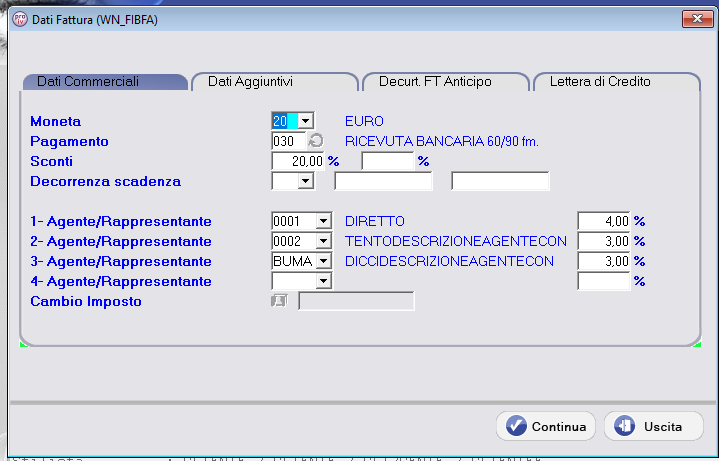 Dati Fattura (WN_FIBFA)
Dati Commerciali Dati Aggiuntivi Decurt. FT Anticipo Lettera di Credito
Moneta 20 EURO
Pagamento 030 RICEVUTA BANCARIA 60/90 fm.
Sconti 20,00 % %
Decorrenza scadenza
1- Agente/Rappresentante 0001 DIRETTO 4,00 %
2- Agente/Rappresentante 0002 TENTODESCRIZIONEAGENTECON 3,00 %
3- Agente/Rappresentante BUMA DICCIDESCRIZIONEAGENTECON 3,00 %
4- Agente/Rappresentante %
Cambio Imposto
Continua Uscita